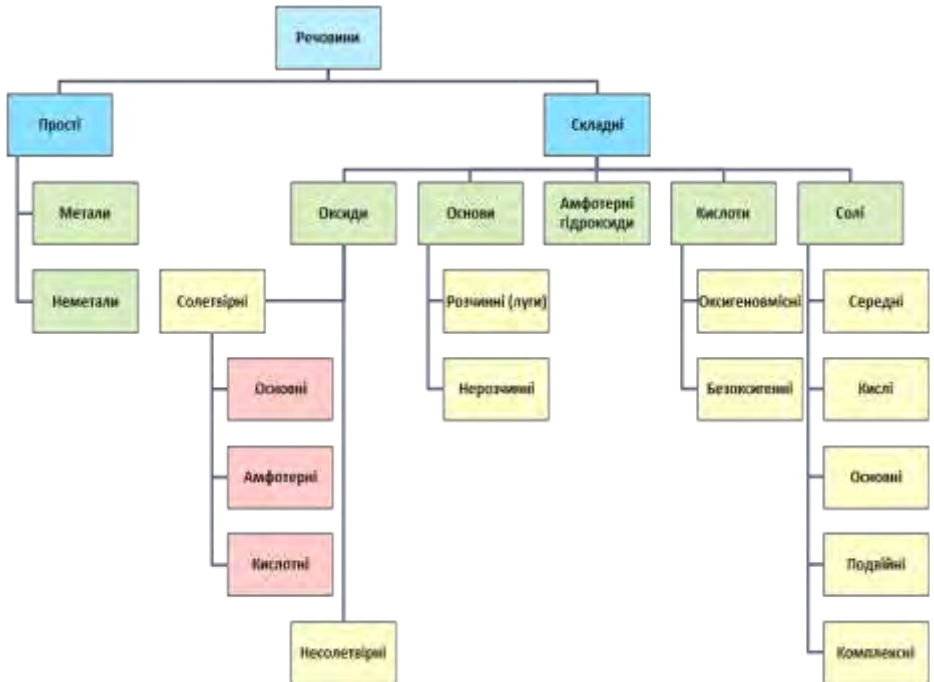 Речовини
Прості
Складні
Метали
Оксиди
Основи
Амфотерні
гідроксиди
Кислоти
Солі
Неметали
Солетвірні
Розчинні (луги)
Оксигеновмісні
Середні
Основні
Нерозчинні
Безоксигенні
Кислі
Амфотерні
Основні
Кислотні
Подвійні
Несолетвірні
Комплексні